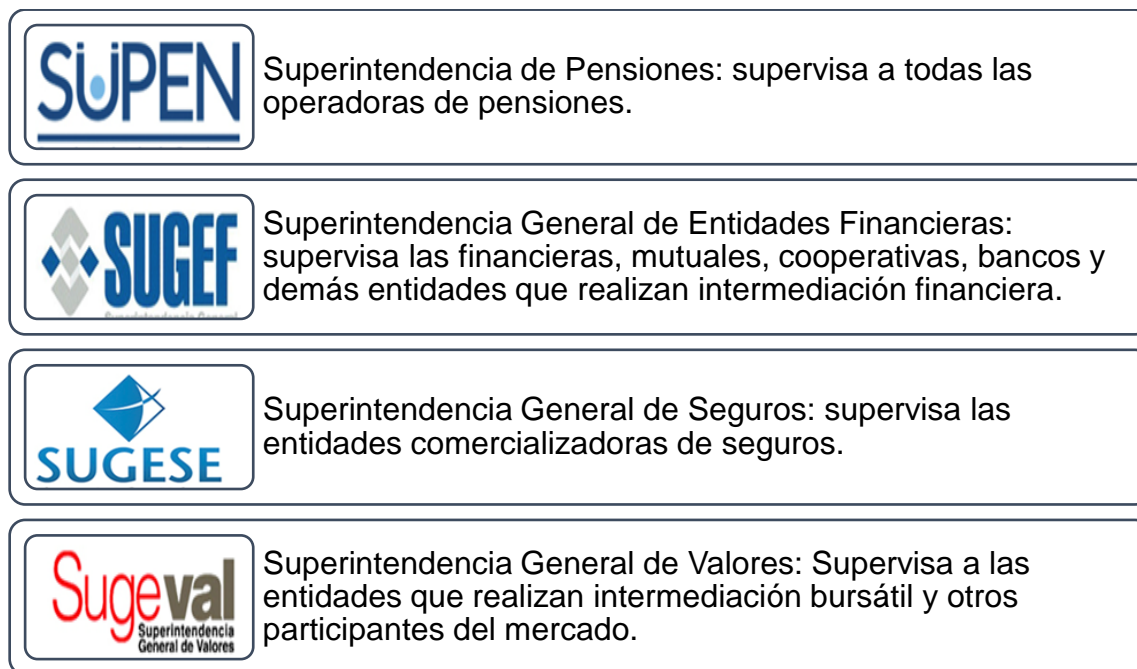 SUPEN
Superintendencia de Pensiones: supervisa a todas las
operadoras de pensiones.
SUGEF
Superintendencia General
Superintendencia General de Entidades Financieras:
supervisa las financieras, mutuales, cooperativas, bancos y
demás entidades que realizan intermediación financiera.
SUGESE
Superintendencia General de Seguros: supervisa las
entidades comercializadoras de seguros.
Sugeval
Superintendencia
General de Valores
Superintendencia General de Valores: Supervisa a las
entidades que realizan intermediación bursátil y otros
participantes del mercado.